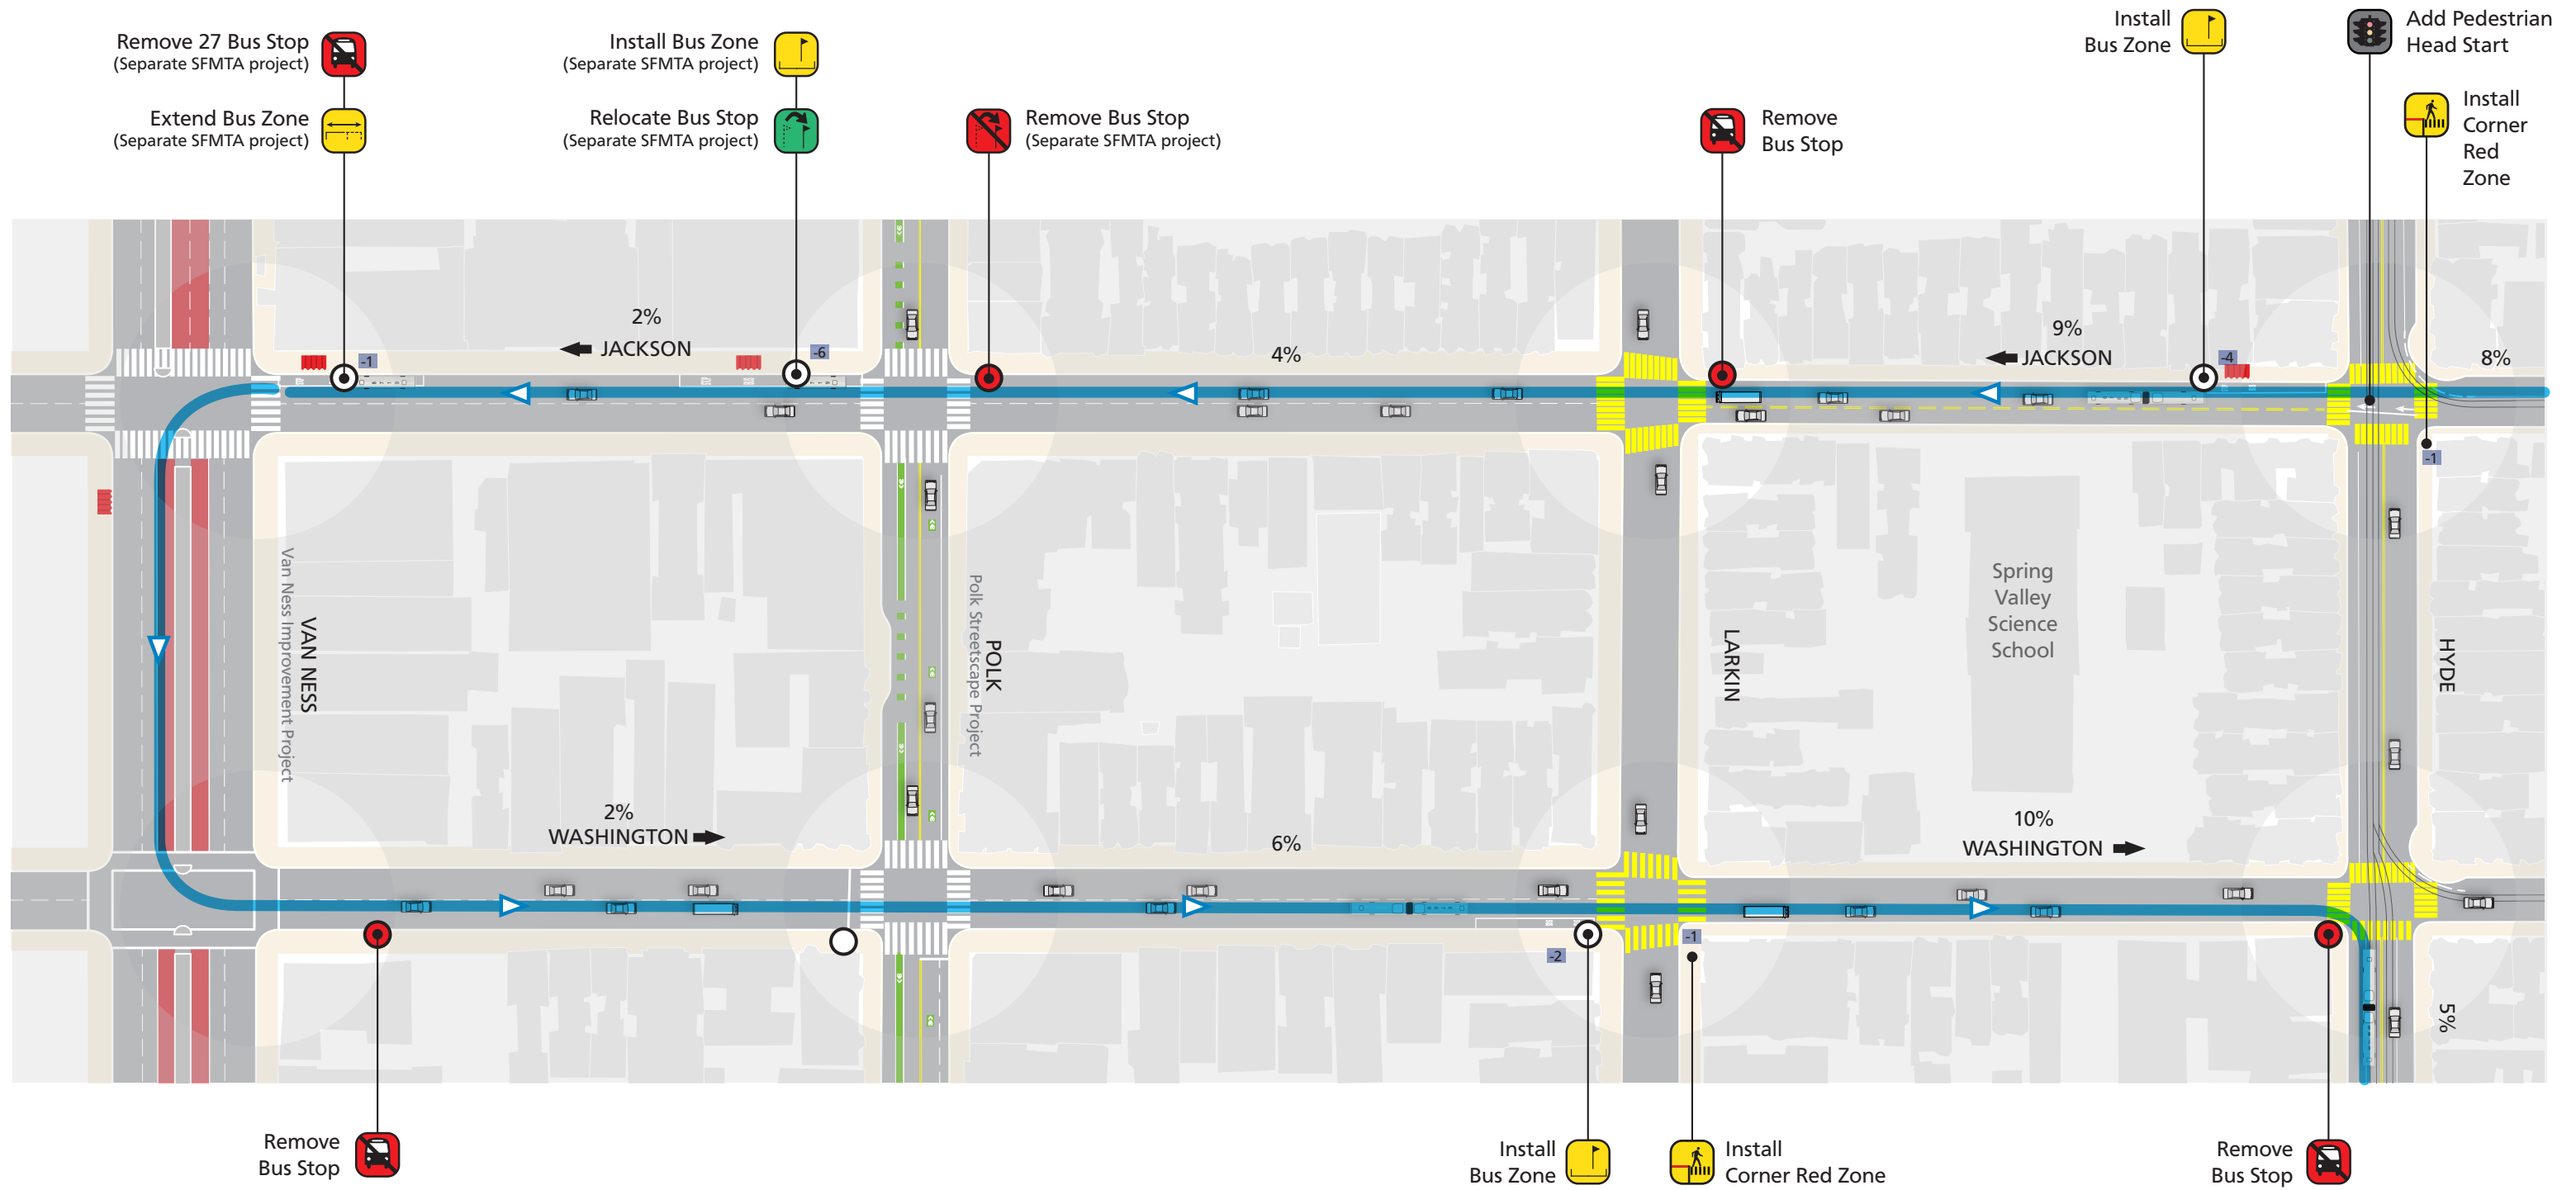 Remove 27 Bus Stop
(Separate SFMTA project)
Extend Bus Zone
(Separate SFMTA project)
Install Bus Zone
(Separate SFMTA project)
Relocate Bus Stop
(Separate SFMTA project)
Remove Bus Stop
(Separate SFMTA project)
Remove
Bus Stop
Install
Bus Zone
Add Pedestrian
Head Start
Install
Corner
Red
Zone
2%
JACKSON
-1
-6
4%
9%
JACKSON
-4
8%
-1
VAN NESS
Van Ness Improvement Project
POLK
Polk Streetscape Project
LARKIN
Spring
Valley
Science
School
HYDE
2%
WASHINGTON
6%
10%
WASHINGTON
-2
-1
5%
Remove
Bus Stop
Install
Bus Zone
Install
Corner Red Zone
Remove
Bus Stop